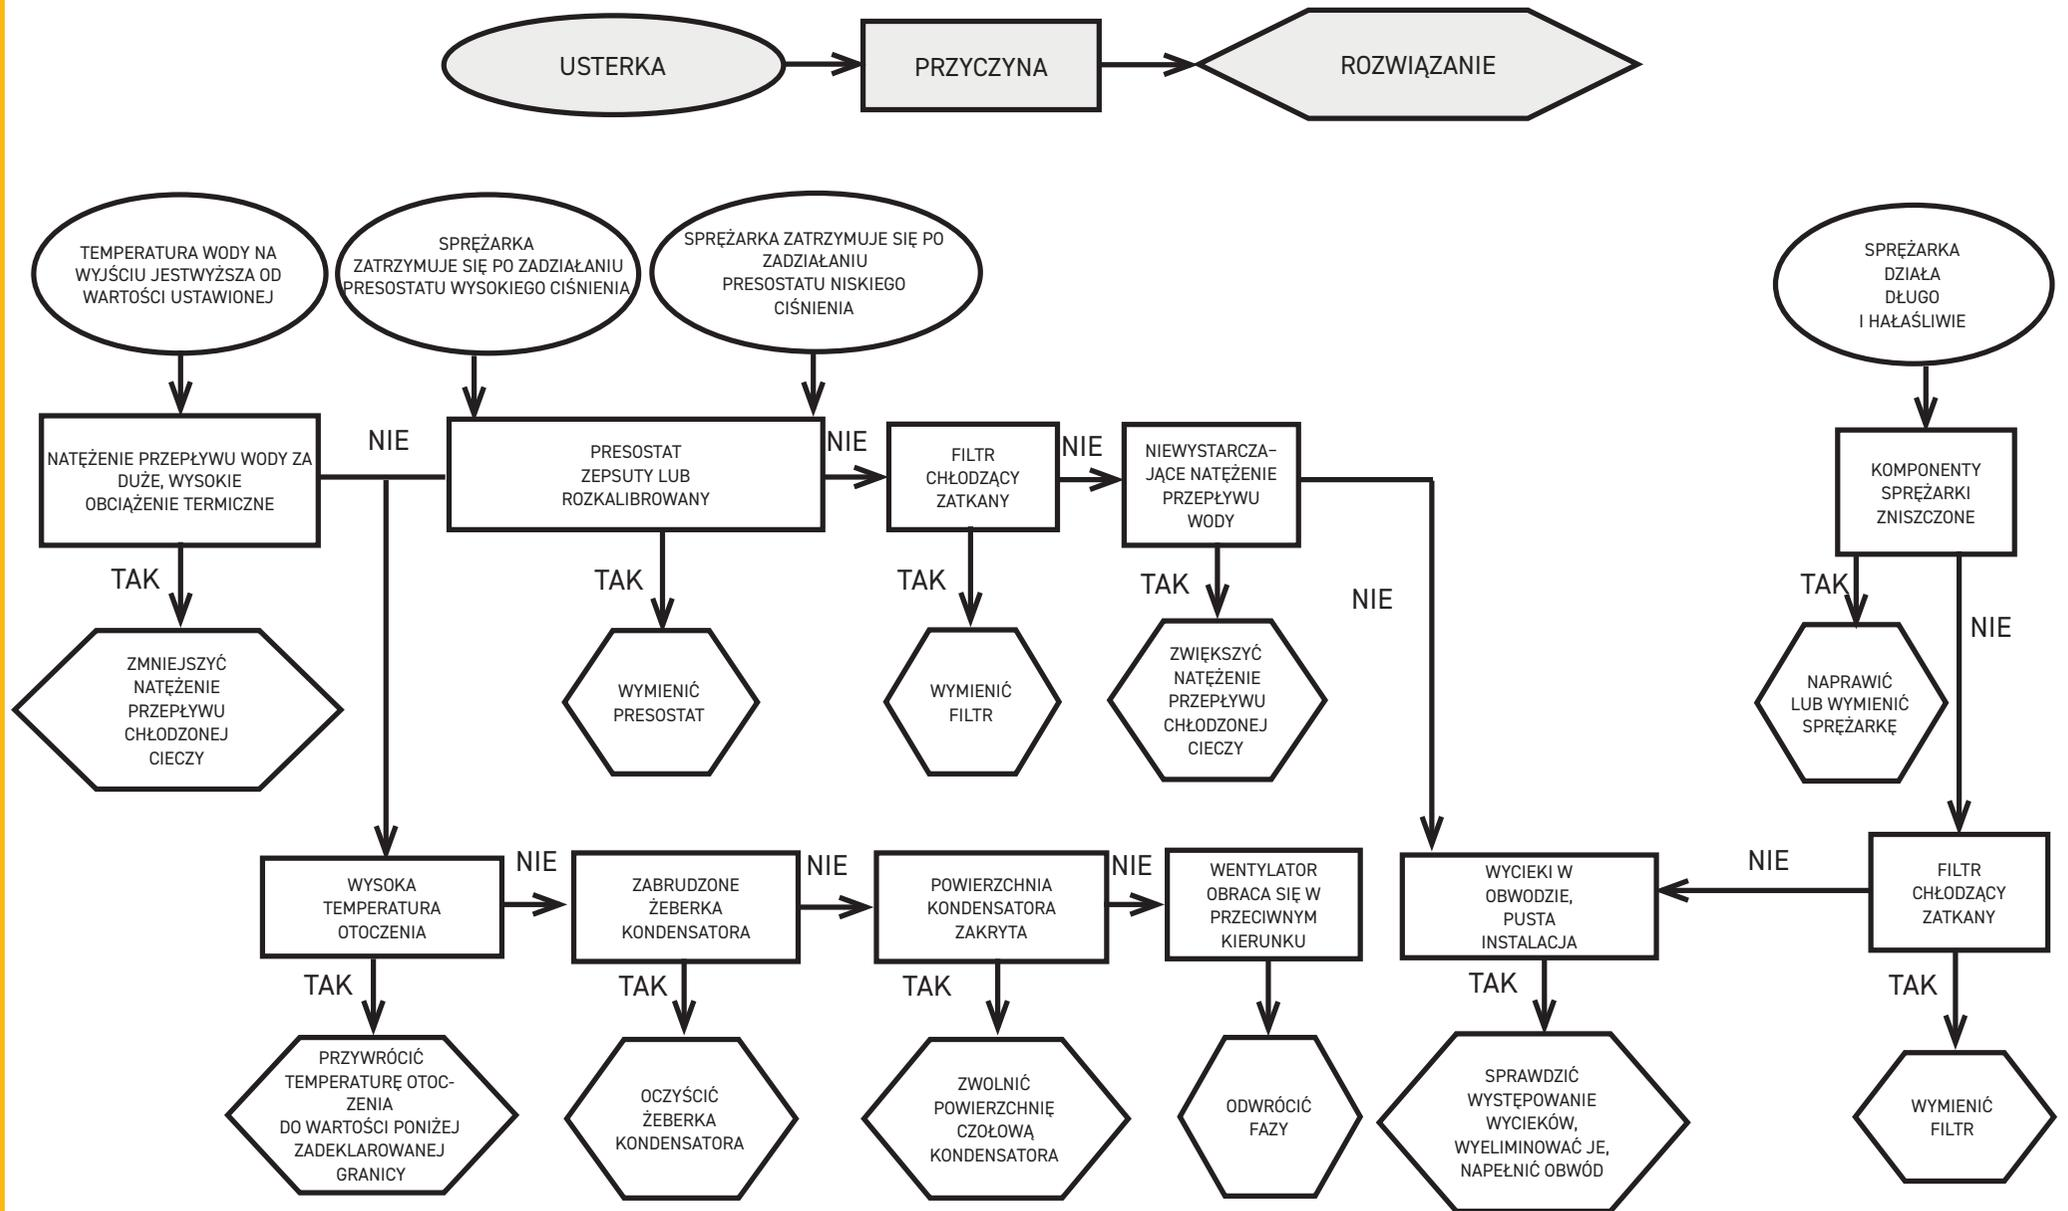 USTERKA
PRZYCZYNA
ROZWIĄZANIE
TEMPERATURA WODY NA
WYJŚCIU JESTWYŻSZA OD
WARTOŚCI USTAWIONEJ
SPRĘŻARKA
ZATRZYMUJE SIĘ PO ZADZIAŁANIU
PRESOSTATU WYSOKIEGO CIŚNIENIA
SPRĘŻARKA ZATRZYMUJE SIĘ PO
ZADZIAŁANIU
PRESOSTATU NISKIEGO
CIŚNIENIA
SPRĘŻARKA
DZIAŁA
DŁUGO
I HAŁAŚLIWIE
NATĘŻENIE PRZEPŁYWU WODY ZA
DUŻE, WYSOKIE
OBCIĄŻENIE TERMICZNE
NIE
PRESOSTAT
ZEPSUTY LUB
ROZKALIBROWANY
NIE
FILTR
CHŁODZĄCY
ZATKANY
NIE
NIEWYSTARCZA-
JĄCE NATĘŻENIE
PRZEPŁYWU
WODY
KOMPONENTY
SPRĘŻARKI
ZNISZCZONE
TAK
TAK
TAK
TAK
NIE
TAK
NIE
ZMNIEJSZYĆ
NATĘŻENIE
PRZEPŁYWU
CHŁODZONEJ
CIECZY
WYMIENIĆ
PRESOSTAT
WYMIENIĆ
FILTR
ZWIĘKSZYĆ
NATĘŻENIE
PRZEPŁYWU
CHŁODZONEJ
CIECZY
NAPRAWIĆ
LUB WYMIENIĆ
SPRĘŻARKĘ
WYSOKA
TEMPERATURA
OTOCZENIA
NIE
ZABRUDZONE
ŻEBERKA
KONDENSATORA
NIE
POWIERZCHNIA
KONDENSATORA
ZAKRYTA
NIE
WENTYLATOR
OBRACA SIĘ W
PRZECIWNYM
KIERUNKU
WYCIEKI W
OBWODZIE,
PUSTA
INSTALACJA
NIE
FILTR
CHŁODZĄCY
ZATKANY
TAK
TAK
TAK
TAK
TAK
PRZYWRÓCIĆ
TEMPERATURĘ OTOC-
ZENIA
DO WARTOŚCI PONIŻEJ
ZADEKLAROWANEJ
GRANICY
OCZYŚCIĆ
ŻEBERKA
KONDENSATORA
ZWOLNIĆ
POWIERZCHNIĘ
CZOŁOWĄ
KONDENSATORA
ODWRÓCIĆ
FAZY
SPRAWDZIĆ
WYSTĘPOWANIE
WYCIEKÓW,
WYELIMINOWAĆ JE,
NAPEŁNIĆ OBWÓD
WYMIENIĆ
FILTR